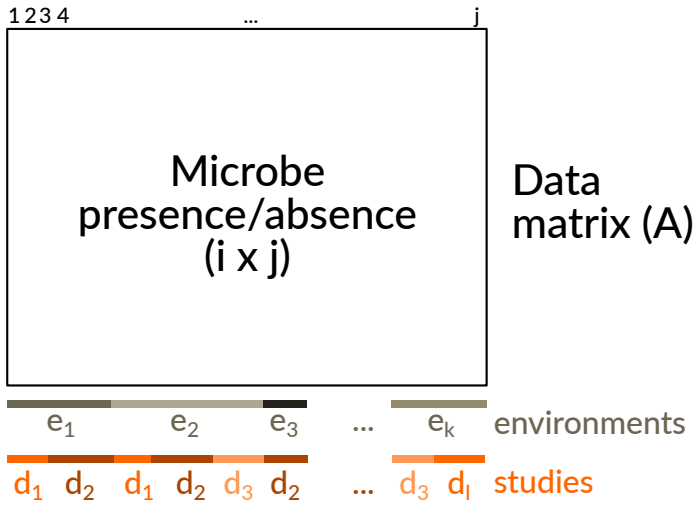 1 2 3 4 ... j
Microbe
presence/absence
(i x j)
Data
matrix (A)
e₁ e₂ e₃ ... eₖ environments
d₁ d₂ d₁ d₂ d₃ d₂ ... d₃ dₗ studies